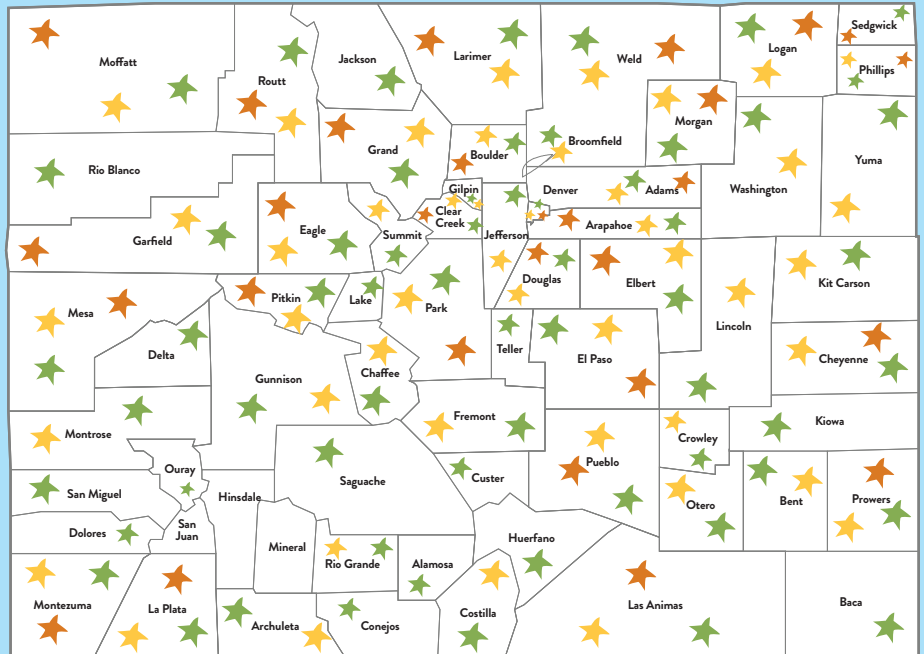 Sedgwick
Logan
Larimer
Jackson
Weld
Moffatt
Phillips
Routt
Morgan
Broomfield
Grand
Boulder
Yuma
Rio Blanco
Washington
Gilpin
Denver
Adams
Clear
Creek
Arapahoe
Eagle
Summit
Jefferson
Garfield
Douglas
Elbert
Kit Carson
Pitkin
Lake
Park
Mesa
Lincoln
Teller
Delta
El Paso
Cheyenne
Chaffee
Gunnison
Fremont
Kiowa
Montrose
Crowley
Pueblo
Ouray
Custer
Saguache
San Miguel
Hinsdale
Bent
Prowers
Otero
San
Juan
Dolores
Huerfano
Mineral
Rio Grande
Alamosa
Montezuma
La Plata
Las Animas
Baca
Costilla
Archuleta
Conejos